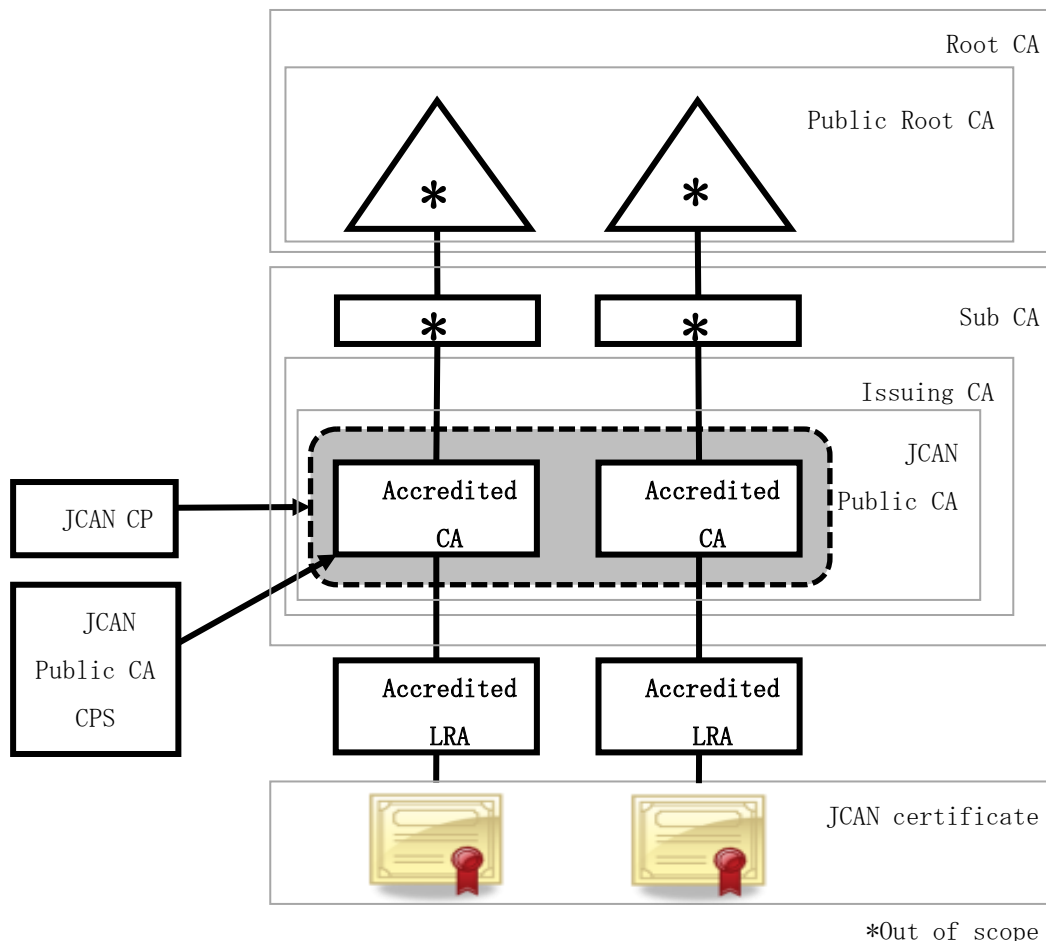 Root CA
Public Root CA
*
*
*
*
Sub CA
Issuing CA
JCAN
Public CA
Accredited
CA
Accredited
CA
JCAN CP
JCAN
Public CA
CPS
Accredited
LRA
Accredited
LRA
JCAN certificate
*Out of scope